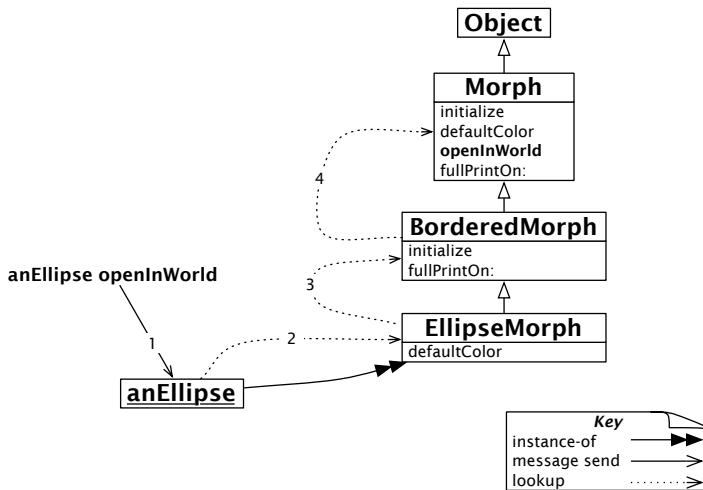 Object
Morph
initialize
defaultColor
openInWorld
fullPrintOn:
4
BorderedMorph
initialize
fullPrintOn:
anEllipse openInWorld
3
EllipseMorph
defaultColor
1
2
anEllipse
Key
instance-of
message send
lookup